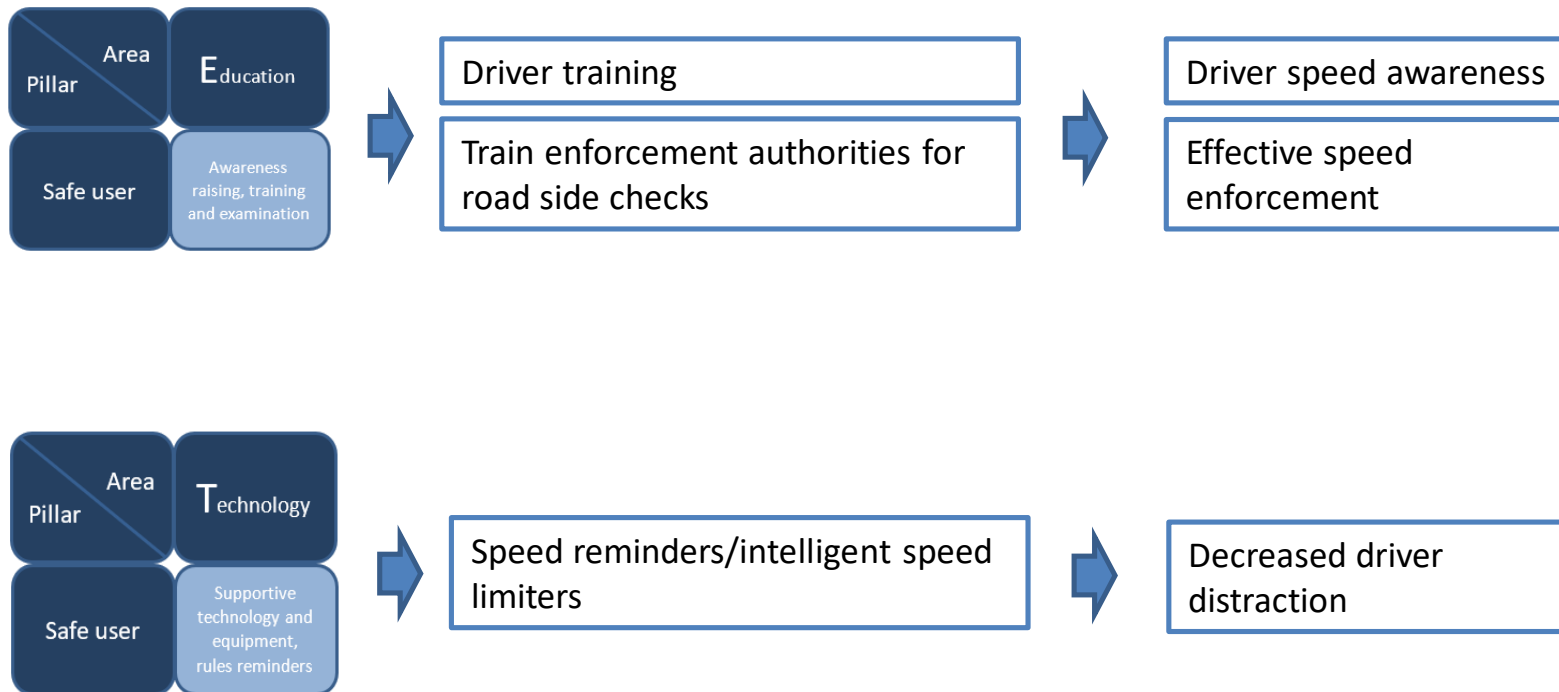 Area
Pillar
Education
Safe user
Awareness
raising, training
and examination
Driver training
Train enforcement authorities for
road side checks
Driver speed awareness
Effective speed
enforcement
Area
Pillar
Technology
Safe user
Supportive
technology and
equipment,
rules reminders
Speed reminders/intelligent speed
limiters
Decreased driver
distraction